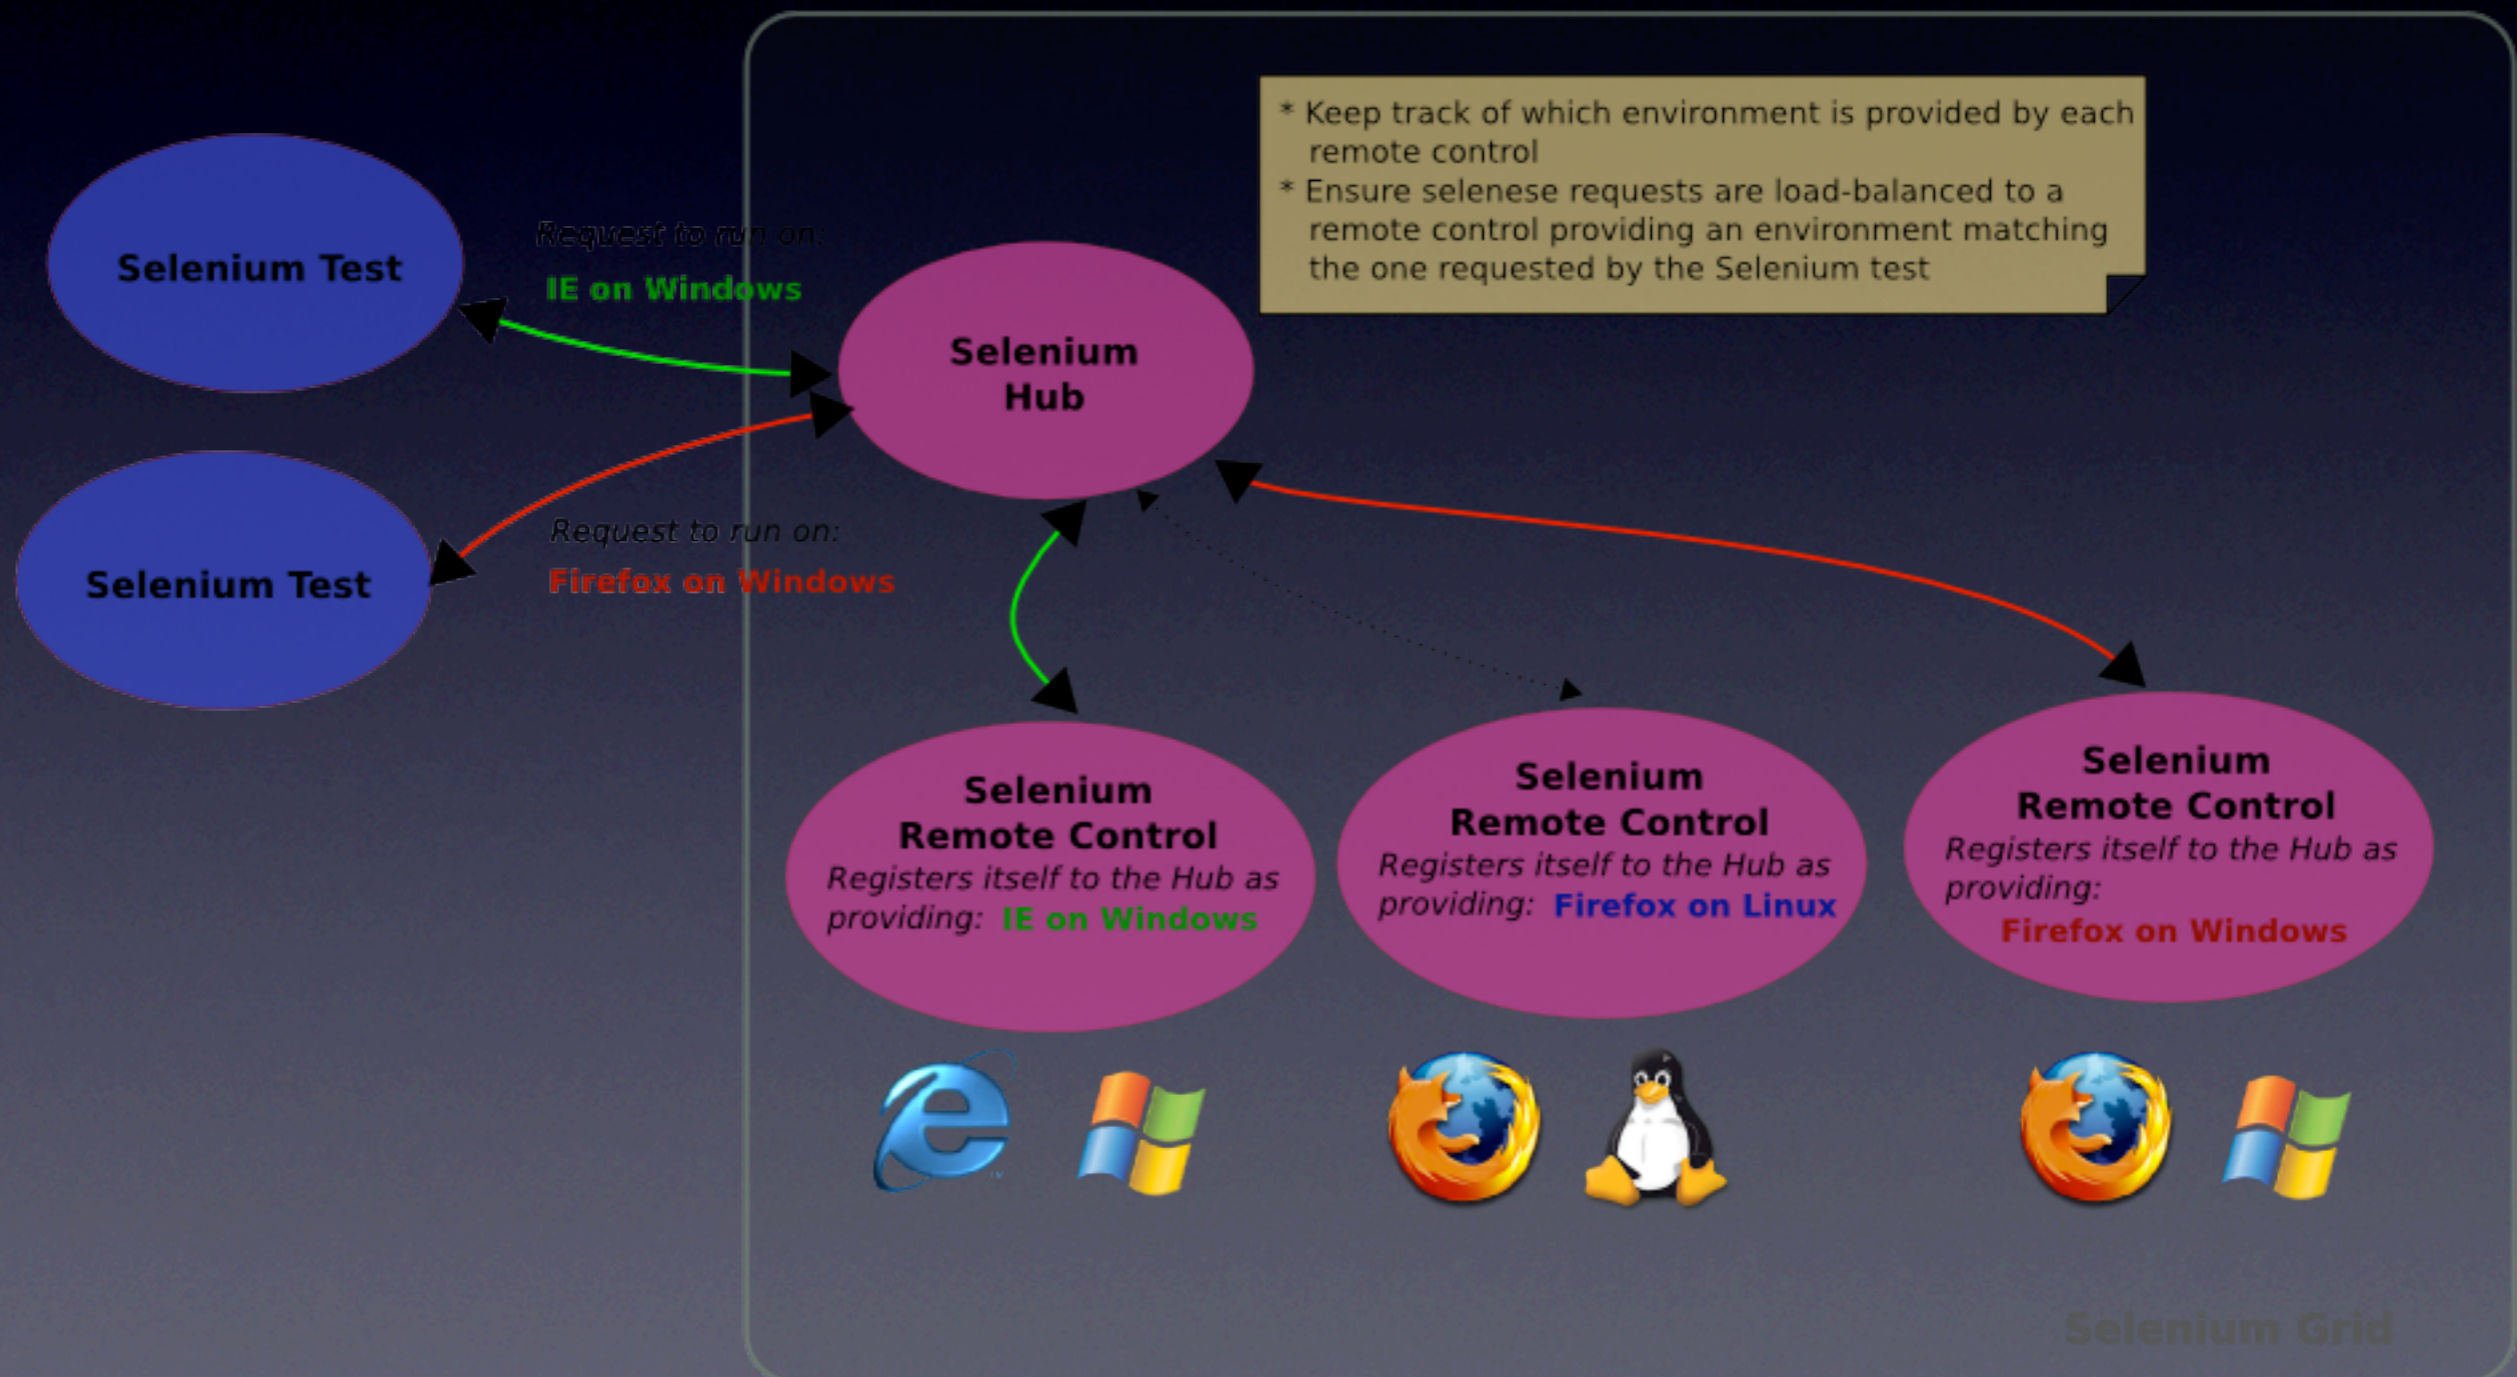 * Keep track of which environment is provided by each
remote control
* Ensure selenese requests are load-balanced to a
remote control providing an environment matching
the one requested by the Selenium test
Selenium Test
Request to run on:
IE on Windows
Selenium
Hub
Selenium Test
Request to run on:
Firefox on Windows
Selenium
Remote Control
Registers itself to the Hub as
providing: IE on Windows
Selenium
Remote Control
Registers itself to the Hub as
providing: Firefox on Linux
Selenium
Remote Control
Registers itself to the Hub as
providing:
Firefox on Windows
Selenium Grid